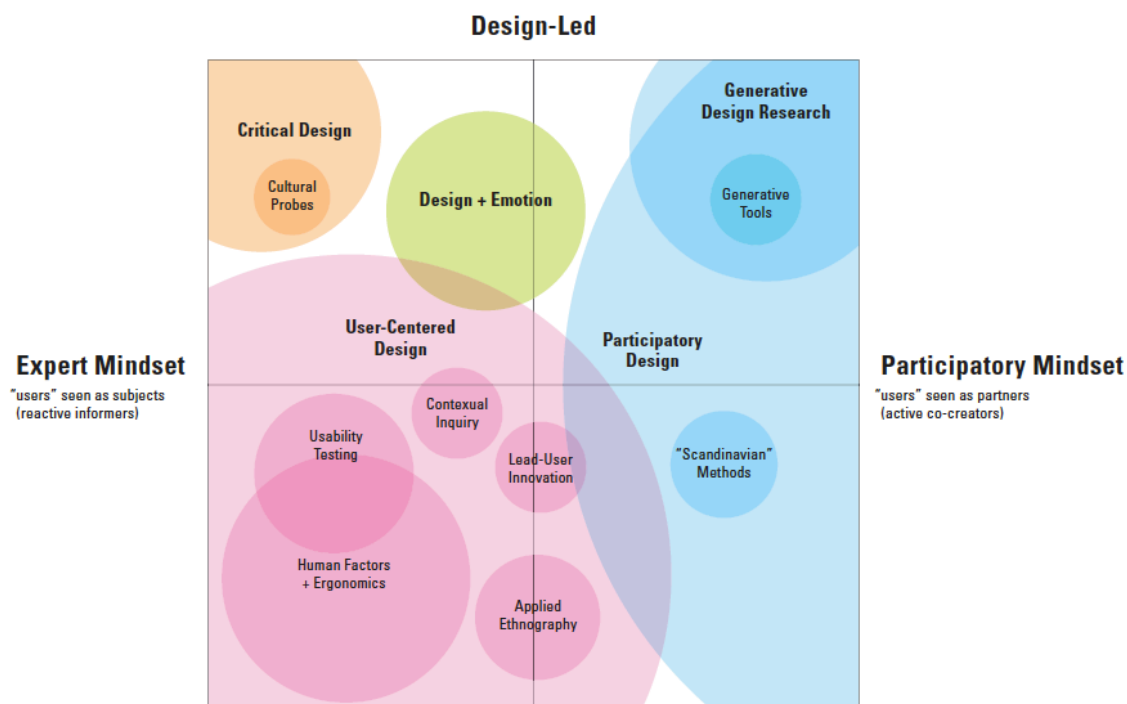 Design-Led
Generative
Design Research
Critical Design
Cultural
Probes
Design + Emotion
Generative
Tools
User-Centered
Design
Participatory
Design
Expert Mindset
"users" seen as subjects
(reactive informers)
Participatory Mindset
"users" seen as partners
(active co-creators)
Contexual
Inquiry
Usability
Testing
Lead-User
Innovation
"Scandinavian"
Methods
Human Factors
+ Ergonomics
Applied
Ethnography